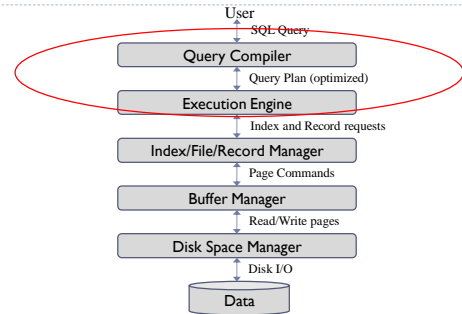 User
SQL Query
Query Compiler
Query Plan (optimized)
Execution Engine
Index and Record requests
Index/File/Record Manager
Page Commands
Buffer Manager
Read/Write pages
Disk Space Manager
Disk I/O
Data